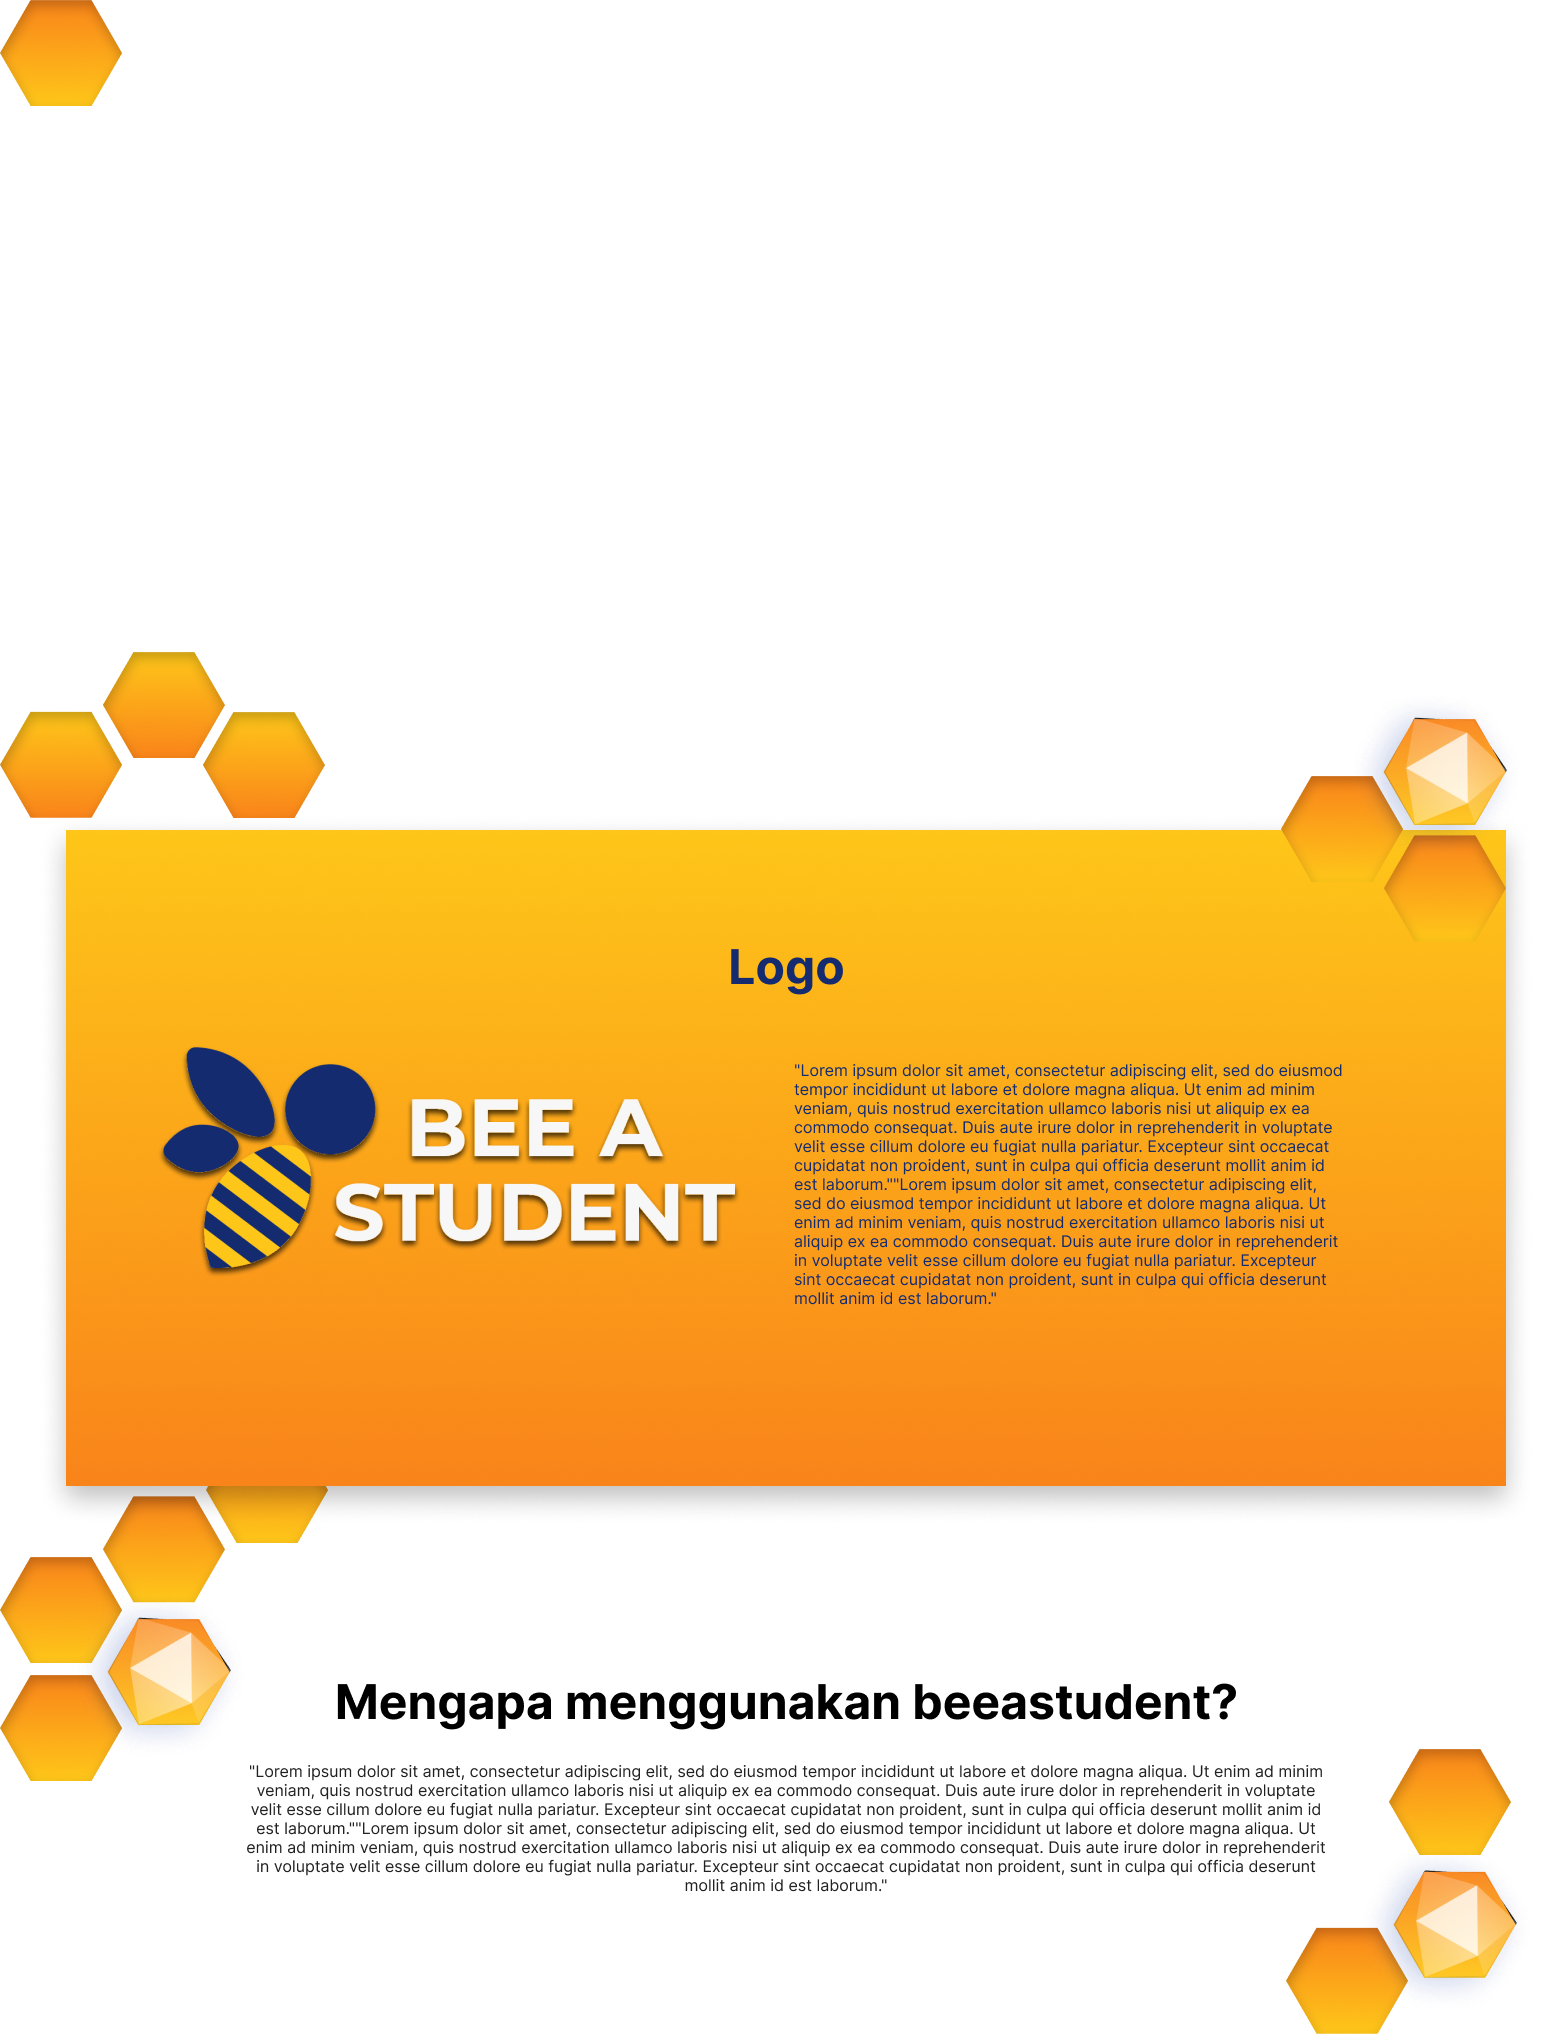 Logo
BEE A
STUDENT
"Lorem ipsum dolor sit amet, consectetur adipiscing elit, sed do eiusmod
tempor incididunt ut labore et dolore magna aliqua. Ut enim ad minim
veniam, quis nostrud exercitation ullamco laboris nisi ut aliquip ex ea
commodo consequat. Duis aute irure dolor in reprehenderit in voluptate
velit esse cillum dolore eu fugiat nulla pariatur. Excepteur sint occaecat
cupidatat non proident, sunt in culpa qui officia deserunt mollit anim id
est laborum.""Lorem ipsum dolor sit amet, consectetur adipiscing elit,
sed do eiusmod tempor incididunt ut labore et dolore magna aliqua. Ut
enim ad minim veniam, quis nostrud exercitation ullamco laboris nisi ut
aliquip ex ea commodo consequat. Duis aute irure dolor in reprehenderit
in voluptate velit esse cillum dolore eu fugiat nulla pariatur. Excepteur
sint occaecat cupidatat non proident, sunt in culpa qui officia deserunt
mollit anim id est laborum."
Mengapa menggunakan beeastudent?
"Lorem ipsum dolor sit amet, consectetur adipiscing elit, sed do eiusmod tempor incididunt ut labore et dolore magna aliqua. Ut enim ad minim
veniam, quis nostrud exercitation ullamco laboris nisi ut aliquip ex ea commodo consequat. Duis aute irure dolor in reprehenderit in voluptate
velit esse cillum dolore eu fugiat nulla pariatur. Excepteur sint occaecat cupidatat non proident, sunt in culpa qui officia deserunt mollit anim id
est laborum.""Lorem ipsum dolor sit amet, consectetur adipiscing elit, sed do eiusmod tempor incididunt ut labore et dolore magna aliqua. Ut
enim ad minim veniam, quis nostrud exercitation ullamco laboris nisi ut aliquip ex ea commodo consequat. Duis aute irure dolor in reprehenderit
in voluptate velit esse cillum dolore eu fugiat nulla pariatur. Excepteur sint occaecat cupidatat non proident, sunt in culpa qui officia deserunt
mollit anim id est laborum."